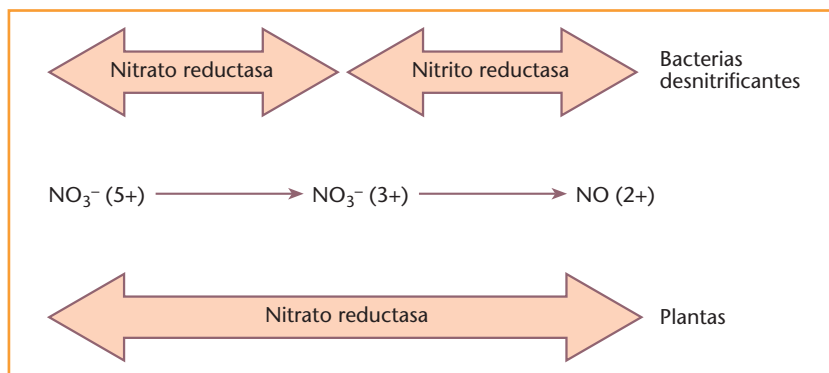 Nitrato reductasa
Nitrito reductasa
Bacterias
desnitrificantes
NO₃⁻ (5+)
NO₃⁻ (3+)
NO (2+)
Nitrato reductasa
Plantas